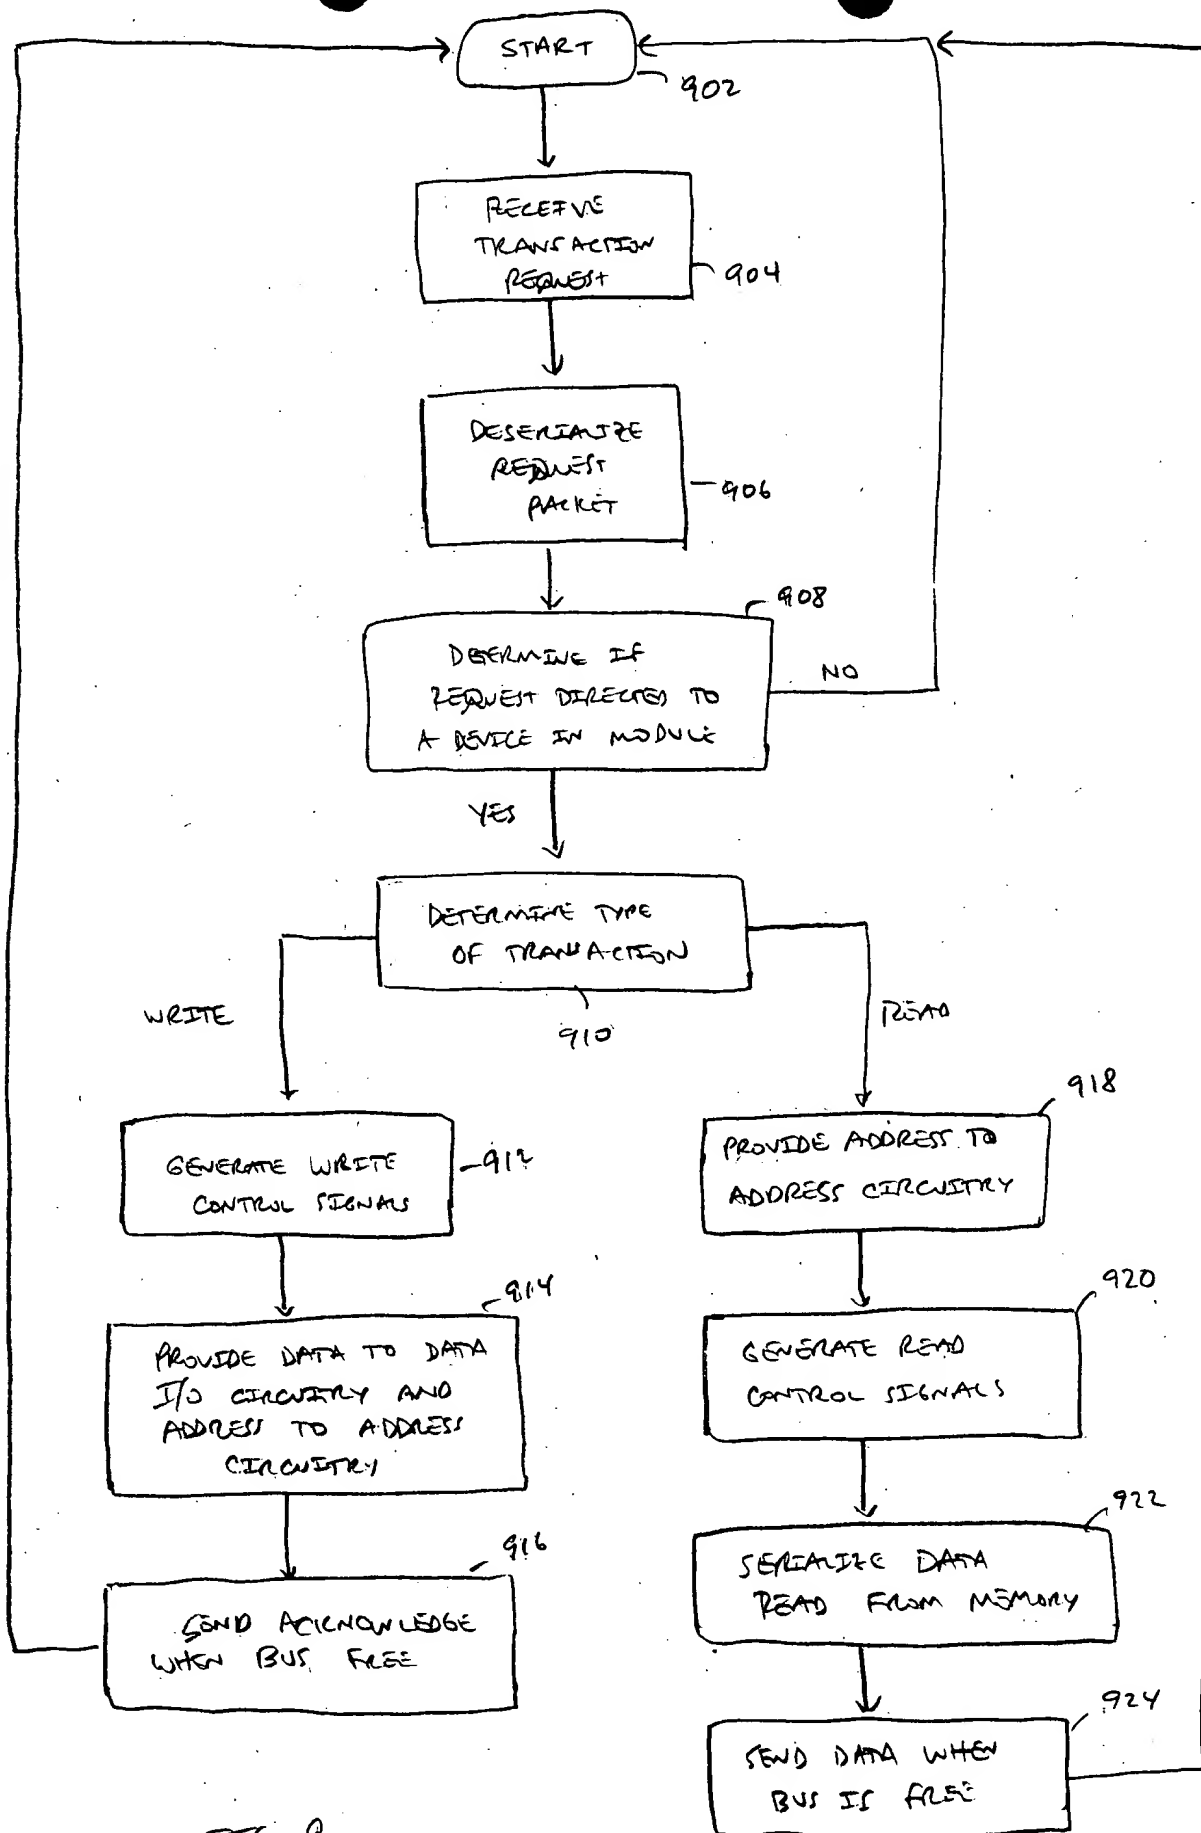 START
902
RECEIVE
TRANSACTION
REQUEST
904
DESERIALIZE
REQUEST
PACKET
906
908
DETERMINE IF
REQUEST DIRECTED TO
A DEVICE IN MODULE
NO
YES
DETERMINE TYPE
OF TRANSACTION
910
WRITE
READ
GENERATE WRITE
CONTROL SIGNALS
912
918
PROVIDE ADDRESS TO
ADDRESS CIRCUITRY
914
PROVIDE DATA TO DATA
I/O CIRCUITRY AND
ADDRESS TO ADDRESS
CIRCUITRY
920
GENERATE READ
CONTROL SIGNALS
916
SEND ACKNOWLEDGE
WHEN BUS FREE
922
SERIALIZE DATA
READ FROM MEMORY
924
SEND DATA WHEN
BUS IS FREE